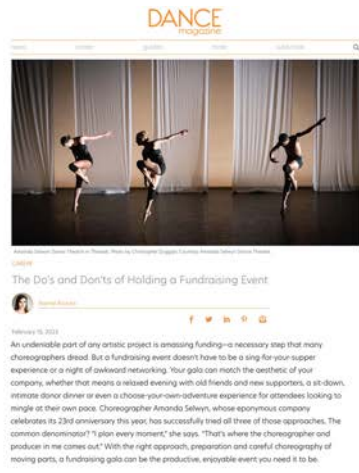 DANCE
magazine
Amanda Selwyn Dance Theatre in Threads. Photo by Christopher Duggan, Courtesy Amanda Selwyn Dance Theatre
The Do's and Don'ts of Holding a Fundraising Event
February 15, 2023
An undeniable part of any artistic project is amassing funding—a necessary step that many
choreographers dread. But a fundraising event doesn't have to be a sing-for-your-supper
experience or a night of awkward networking. Your gala can match the aesthetic of your
company, whether that means a relaxed evening with old friends and new supporters, a sit-down,
intimate donor dinner or even a choose-your-own-adventure experience for attendees looking to
mingle at their own pace. Choreographer Amanda Selwyn, whose eponymous company
celebrates its 23rd anniversary this year, has successfully tried all three of those approaches. The
common denominator? "I plan every moment," she says. "That's where the choreographer and
producer in me comes out." With the right approach, preparation and careful choreography of
moving parts, a fundraising gala can be the productive, enjoyable event you need it to be.